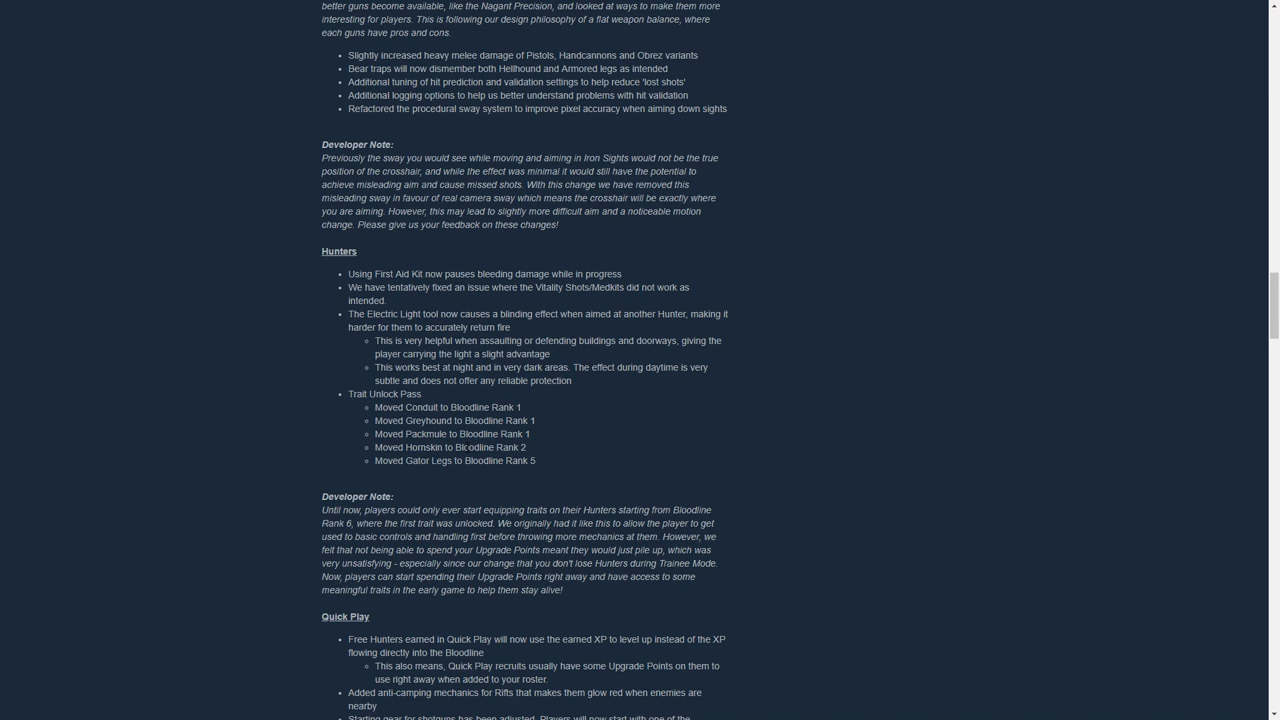 better guns become available, like the Nagant Precision, and looked at ways to make them more
interesting for players. This is following our design philosophy of a flat weapon balance, where
each guns have pros and cons.
Slightly increased heavy melee damage of Pistols, Handcannons and Obrez variants
Bear traps will now dismember both Hellhound and Armored legs as intended
Additional tuning of hit prediction and validation settings to help reduce 'lost shots'
Additional logging options to help us better understand problems with hit validation
Refactored the procedural sway system to improve pixel accuracy when aiming down sights
Developer Note:
Previously the sway you would see while moving and aiming in Iron Sights would not be the true
position of the crosshair, and while the effect was minimal it would still have the potential to
achieve misleading aim and cause missed shots. With this change we have removed this
misleading sway in favour of real camera sway which means the crosshair will be exactly where
you are aiming. However, this may lead to slightly more difficult aim and a noticeable motion
change. Please give us your feedback on these changes!
Hunters
Using First Aid Kit now pauses bleeding damage while in progress
We have tentatively fixed an issue where the Vitality Shots/Medkits did not work as
intended.
The Electric Light tool now causes a blinding effect when aimed at another Hunter, making it
harder for them to accurately return fire
This is very helpful when assaulting or defending buildings and doorways, giving the
player carrying the light a slight advantage
This works best at night and in very dark areas. The effect during daytime is very
subtle and does not offer any reliable protection
Trait Unlock Pass
Moved Conduit to Bloodline Rank 1
Moved Greyhound to Bloodline Rank 1
Moved Packmule to Bloodline Rank 1
Moved Hornskin to Bloodline Rank 2
Moved Gator Legs to Bloodline Rank 5
Developer Note:
Until now, players could only ever start equipping traits on their Hunters starting from Bloodline
Rank 6, where the first trait was unlocked. We originally had it like this to allow the player to get
used to basic controls and handling first before throwing more mechanics at them. However, we
felt that not being able to spend your Upgrade Points meant they would just pile up, which was
very unsatisfying - especially since our change that you don't lose Hunters during Trainee Mode.
Now, players can start spending their Upgrade Points right away and have access to some
meaningful traits in the early game to help them stay alive!
Quick Play
Free Hunters earned in Quick Play will now use the earned XP to level up instead of the XP
flowing directly into the Bloodline
This also means, Quick Play recruits usually have some Upgrade Points on them to
use right away when added to your roster.
Added anti-camping mechanics for Rifts that makes them glow red when enemies are
nearby
Starting gear for shotguns has been adjusted. Players will now start with one of the